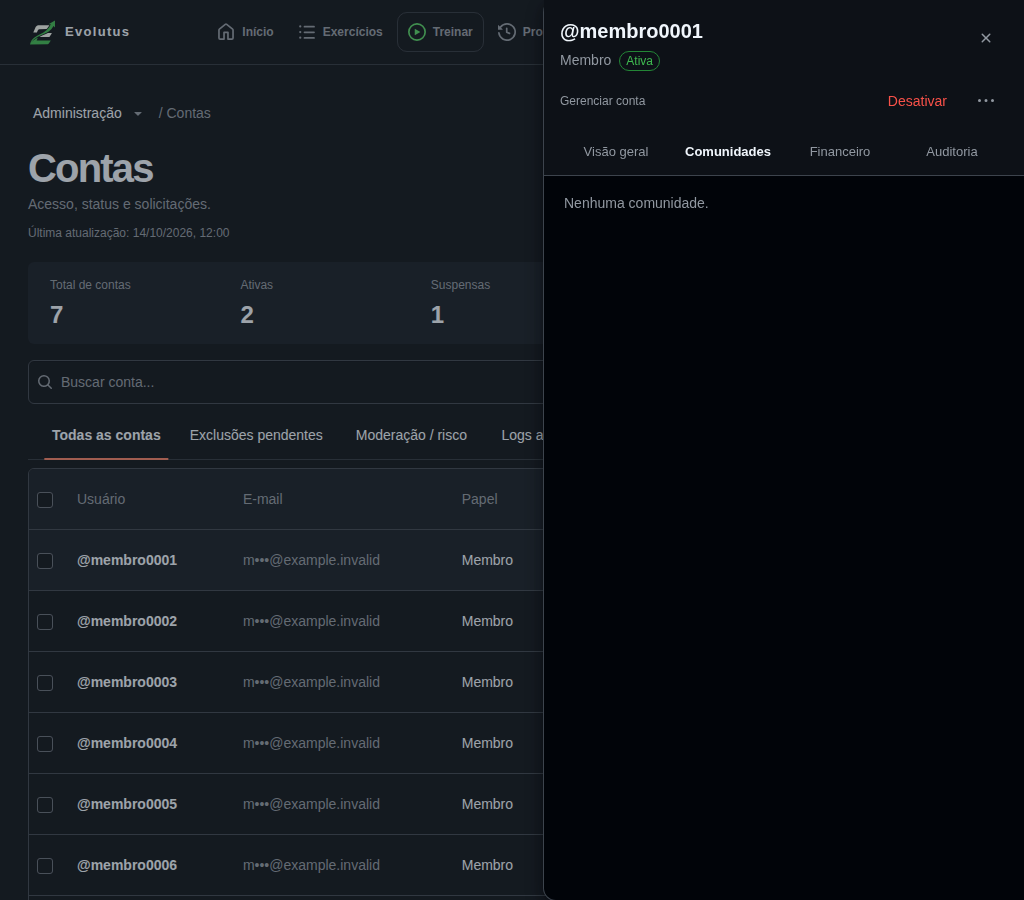 Evolutus
Início
Exercícios
Treinar
Pro
Administração
/ Contas
Contas
Acesso, status e solicitações.
Última atualização: 14/10/2026, 12:00
Total de contas
7
Ativas
2
Suspensas
1
Buscar conta...
Todas as contas
Exclusões pendentes
Moderação / risco
Logs a
Usuário E-mail Papel
@membro0001 m•••@example.invalid Membro
@membro0002 m•••@example.invalid Membro
@membro0003 m•••@example.invalid Membro
@membro0004 m•••@example.invalid Membro
@membro0005 m•••@example.invalid Membro
@membro0006 m•••@example.invalid Membro
@membro0001
Membro Ativa
Gerenciar conta
Desativar
Visão geral
Comunidades
Financeiro
Auditoria
Nenhuma comunidade.